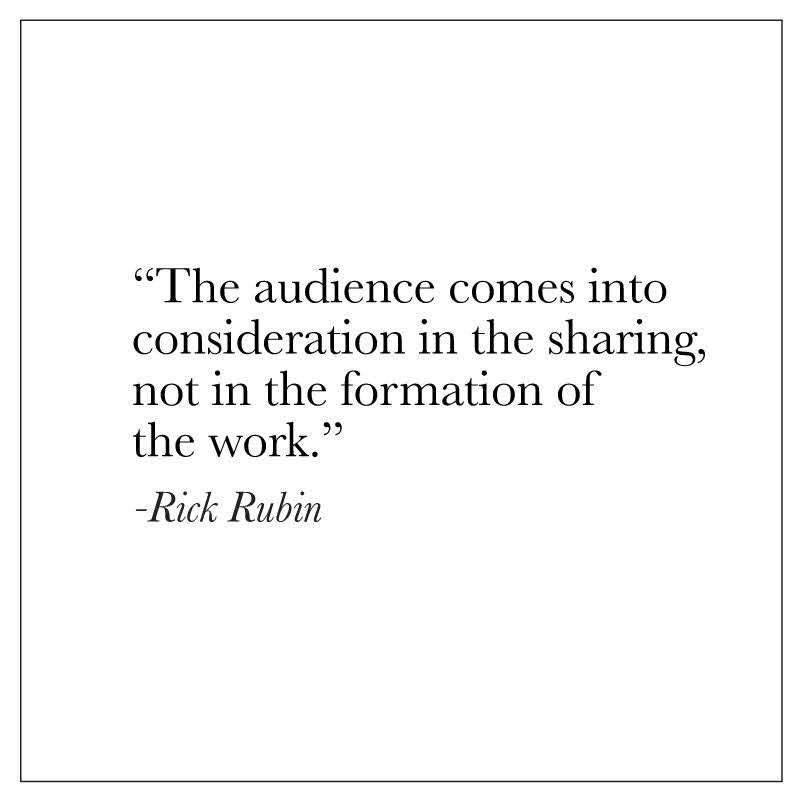 “The audience comes into
consideration in the sharing,
not in the formation of
the work.”
-Rick Rubin